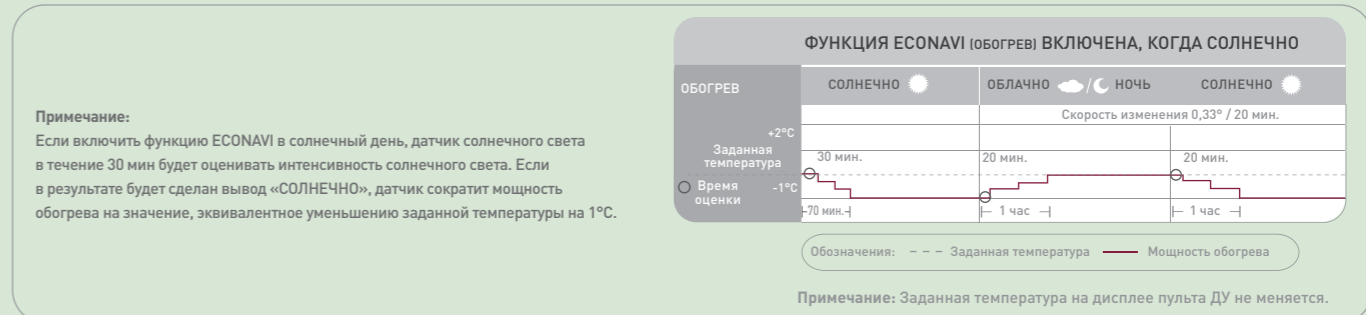 Примечание:
Если включить функцию ECONAVI в солнечный день, датчик солнечного света
в течение 30 мин будет оценивать интенсивность солнечного света. Если
в результате будет сделан вывод «СОЛНЕЧНО», датчик сократит мощность
обогрева на значение, эквивалентное уменьшению заданной температуры на 1°C.
ФУНКЦИЯ ECONAVI (ОБОГРЕВ) ВКЛЮЧЕНА, КОГДА СОЛНЕЧНО
ОБОГРЕВ
СОЛНЕЧНО
ОБЛАЧНО / НОЧЬ
СОЛНЕЧНО
Скорость изменения 0,33° / 20 мин.
+2°C
Заданная
температура
Время
оценки
-1°C
30 мин.
20 мин.
20 мин.
70 мин.
1 час
1 час
Обозначения: – – – Заданная температура Мощность обогрева
Примечание: Заданная температура на дисплее пульта ДУ не меняется.